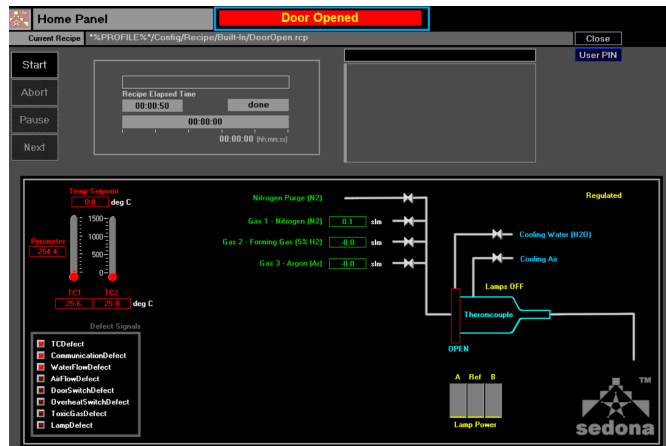 Home Panel
Door Opened
Current Recipe "%PROFILE%"/Config/Recipe/Built-In/DoorOpen.rcp
Close
User PIN
Start
Abort
Pause
Next
Recipe Elapsed Time
00:00:50 done
00:00:00
00:00:00 (hh:mm:ss)
Temp Setpoint
0.0 deg C
Pyrometer
254.4
1500
1000
500
0
TC1 TC2
25.6 25.0 deg C
Nitrogen Purge (N2)
Gas 1 - Nitrogen (N2) 0.1 slm
Gas 2 - Forming Gas (5% H2) -0.0 slm
Gas 3 - Argon (Ar) -0.0 slm
Regulated
Cooling Water (H2O)
Cooling Air
Lamps OFF
Theromcouple
OPEN
Defect Signals
TCDefect
CommunicationDefect
WaterFlowDefect
AirFlowDefect
DoorSwitchDefect
OverheatSwitchDefect
ToxicGasDefect
LampDefect
A Ref B
Lamp Power
TM
sedona